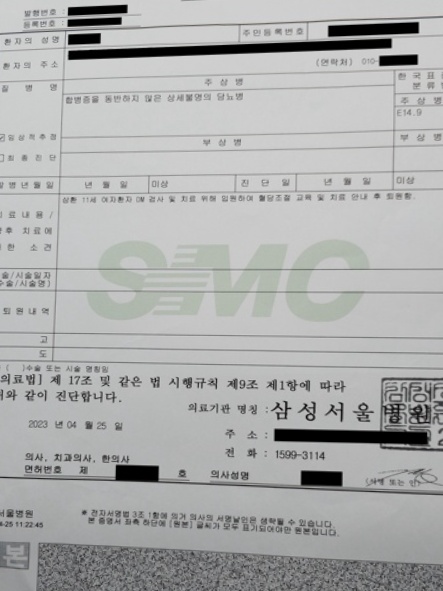 발행번호 :
등록번호 :
환자의 성명
주민등록번호
환자의 주소
(연락처) 010-
질 병 명
주 상 병
한국표
분류
합병증을 동반하지 않은 상세불명의 당뇨병
주 상 병
E14.9
임상적추정
최종진단
부 상 병
부 상 병
발병년월일
년 월 일
미상
진 단 일
년 월 일
미상
상환 11세 여자환자 DM 검사 및 치료 위해 입원하여 혈당조절 교육 및 치료 안내 후 퇴원함.
치료내용 /
향후 치료에
대한 소견
SMC
수술/시술일자
수술/시술명)
퇴원내역
고
도
( )수술 또는 시술 명칭임
의료법] 제 17조 및 같은 법 시행규칙 제9조 제1항에 따라
위와 같이 진단합니다.
의료기관 명칭 : 삼성서울병원
2023 년 04 월 25 일
주 소 :
전 화 : 1599-3114
의사, 치과의사, 한의사
면허번호 제 호 의사성명
(서명 또는 인)
서울병원
-25 11:22:45
※ 전자서명법 3조 1항에 의거 의사의 서명날인은 생략될 수 있습니다.
본 증명서 좌측 하단에 [원본] 글씨가 모두 표기되어야만 원본입니다.
본